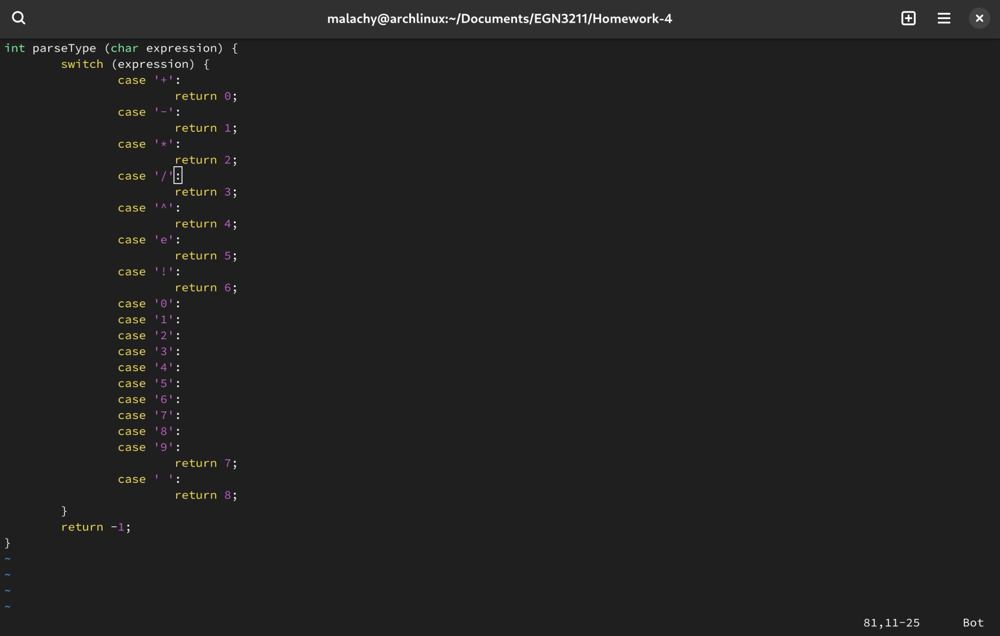 malachy@archlinux:~/Documents/EGN3211/Homework-4
int parseType (char expression) {
        switch (expression) {
                case '+':
                        return 0;
                case '-':
                        return 1;
                case '*':
                        return 2;
                case '/':
                        return 3;
                case '^':
                        return 4;
                case 'e':
                        return 5;
                case '!':
                        return 6;
                case '0':
                case '1':
                case '2':
                case '3':
                case '4':
                case '5':
                case '6':
                case '7':
                case '8':
                case '9':
                        return 7;
                case ' ':
                        return 8;
        }
        return -1;
}
~
~
~
~
81,11-25 Bot